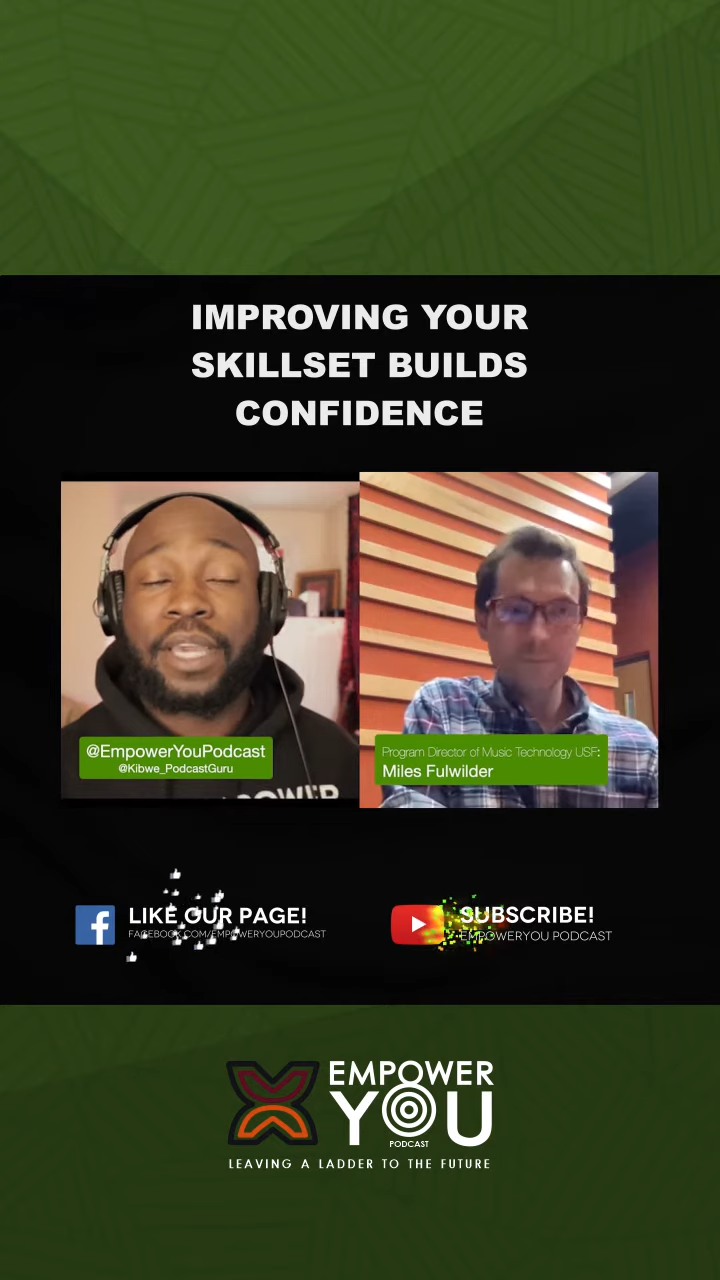 IMPROVING YOUR
SKILLSET BUILDS
CONFIDENCE
@EmpowerYouPodcast
@Kibwe_PodcastGuru
Program Director of Music Technology USF:
Miles Fulwilder
LIKE OUR PAGE!
FACEBOOK.COM/EMPOWERYOUPODCAST
SUBSCRIBE!
EMPOWERYOU PODCAST
EMPOWER
YOU
PODCAST
LEAVING A LADDER TO THE FUTURE